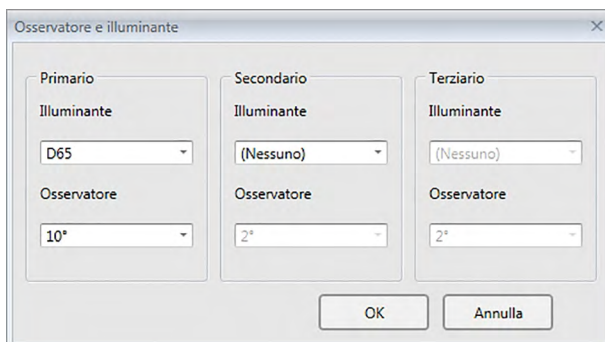 Osservatore e illuminante
Primario
Illuminante
D65
Osservatore
10°
Secondario
Illuminante
(Nessuno)
Osservatore
2°
Terziario
Illuminante
(Nessuno)
Osservatore
2°
OK
Annulla